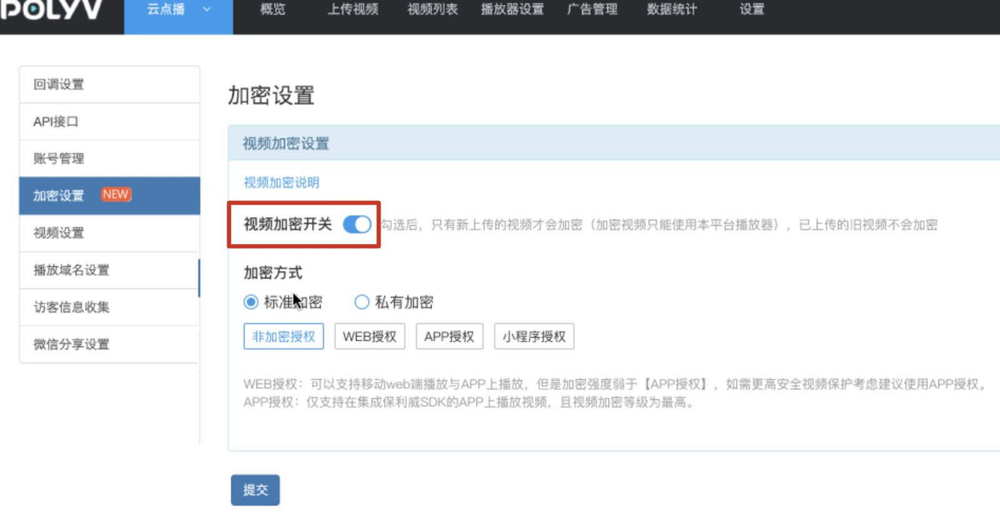 POLYV 云点播 概览 上传视频 视频列表 播放器设置 广告管理 数据统计 设置
回调设置
API接口
账号管理
加密设置 NEW
视频设置
播放域名设置
访客信息收集
微信分享设置
加密设置
视频加密设置
视频加密说明
视频加密开关 勾选后，只有新上传的视频才会加密（加密视频只能使用本平台播放器），已上传的旧视频不会加密
加密方式
标准加密 私有加密
非加密授权 WEB授权 APP授权 小程序授权
WEB授权：可以支持移动web端播放与APP上播放，但是加密强度弱于【APP授权】，如需更高安全视频保护考虑建议使用APP授权。
APP授权：仅支持在集成保利威SDK的APP上播放视频，且视频加密等级为最高。
提交